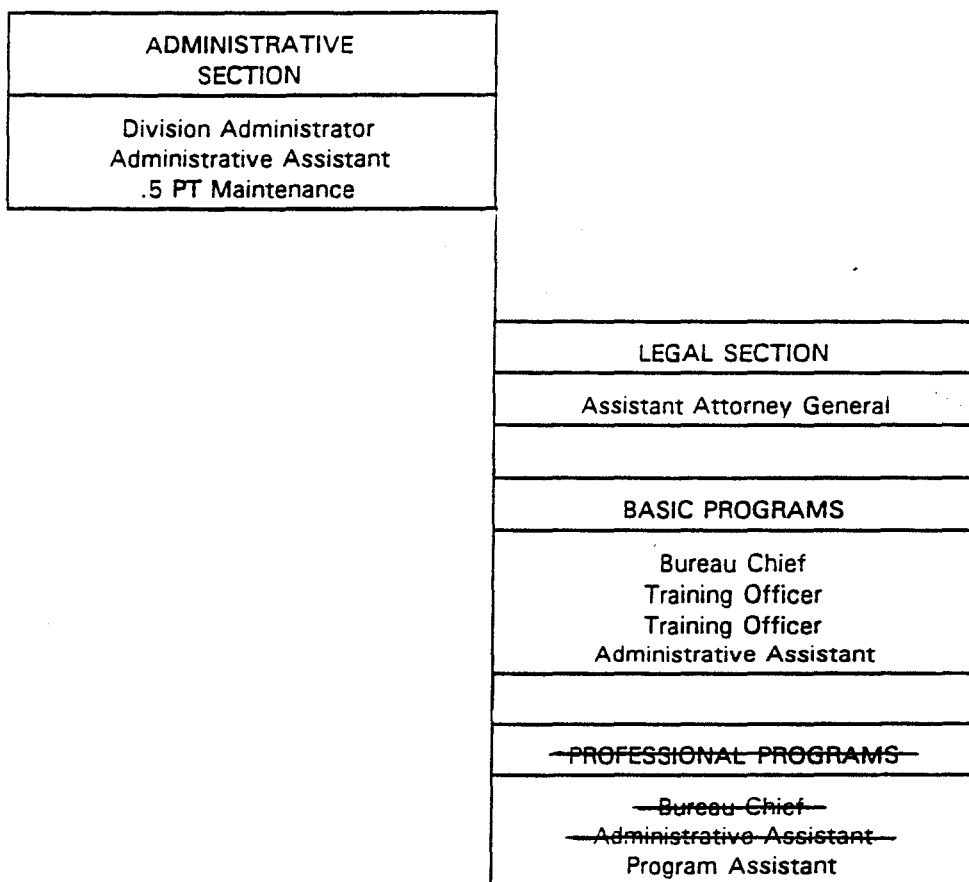 ADMINISTRATIVE
SECTION
Division Administrator
Administrative Assistant
.5 PT Maintenance
LEGAL SECTION
Assistant Attorney General
BASIC PROGRAMS
Bureau Chief
Training Officer
Training Officer
Administrative Assistant
PROFESSIONAL PROGRAMS
Bureau Chief
Administrative Assistant
Program Assistant